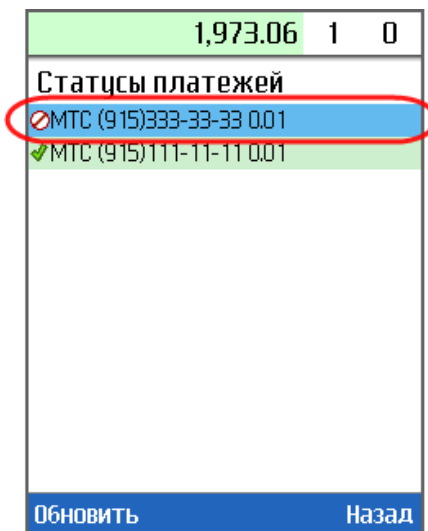 1,973.06 1 0
Статусы платежей
МТС (915)333-33-33 0.01
МТС (915)111-11-11 0.01
Обновить Назад